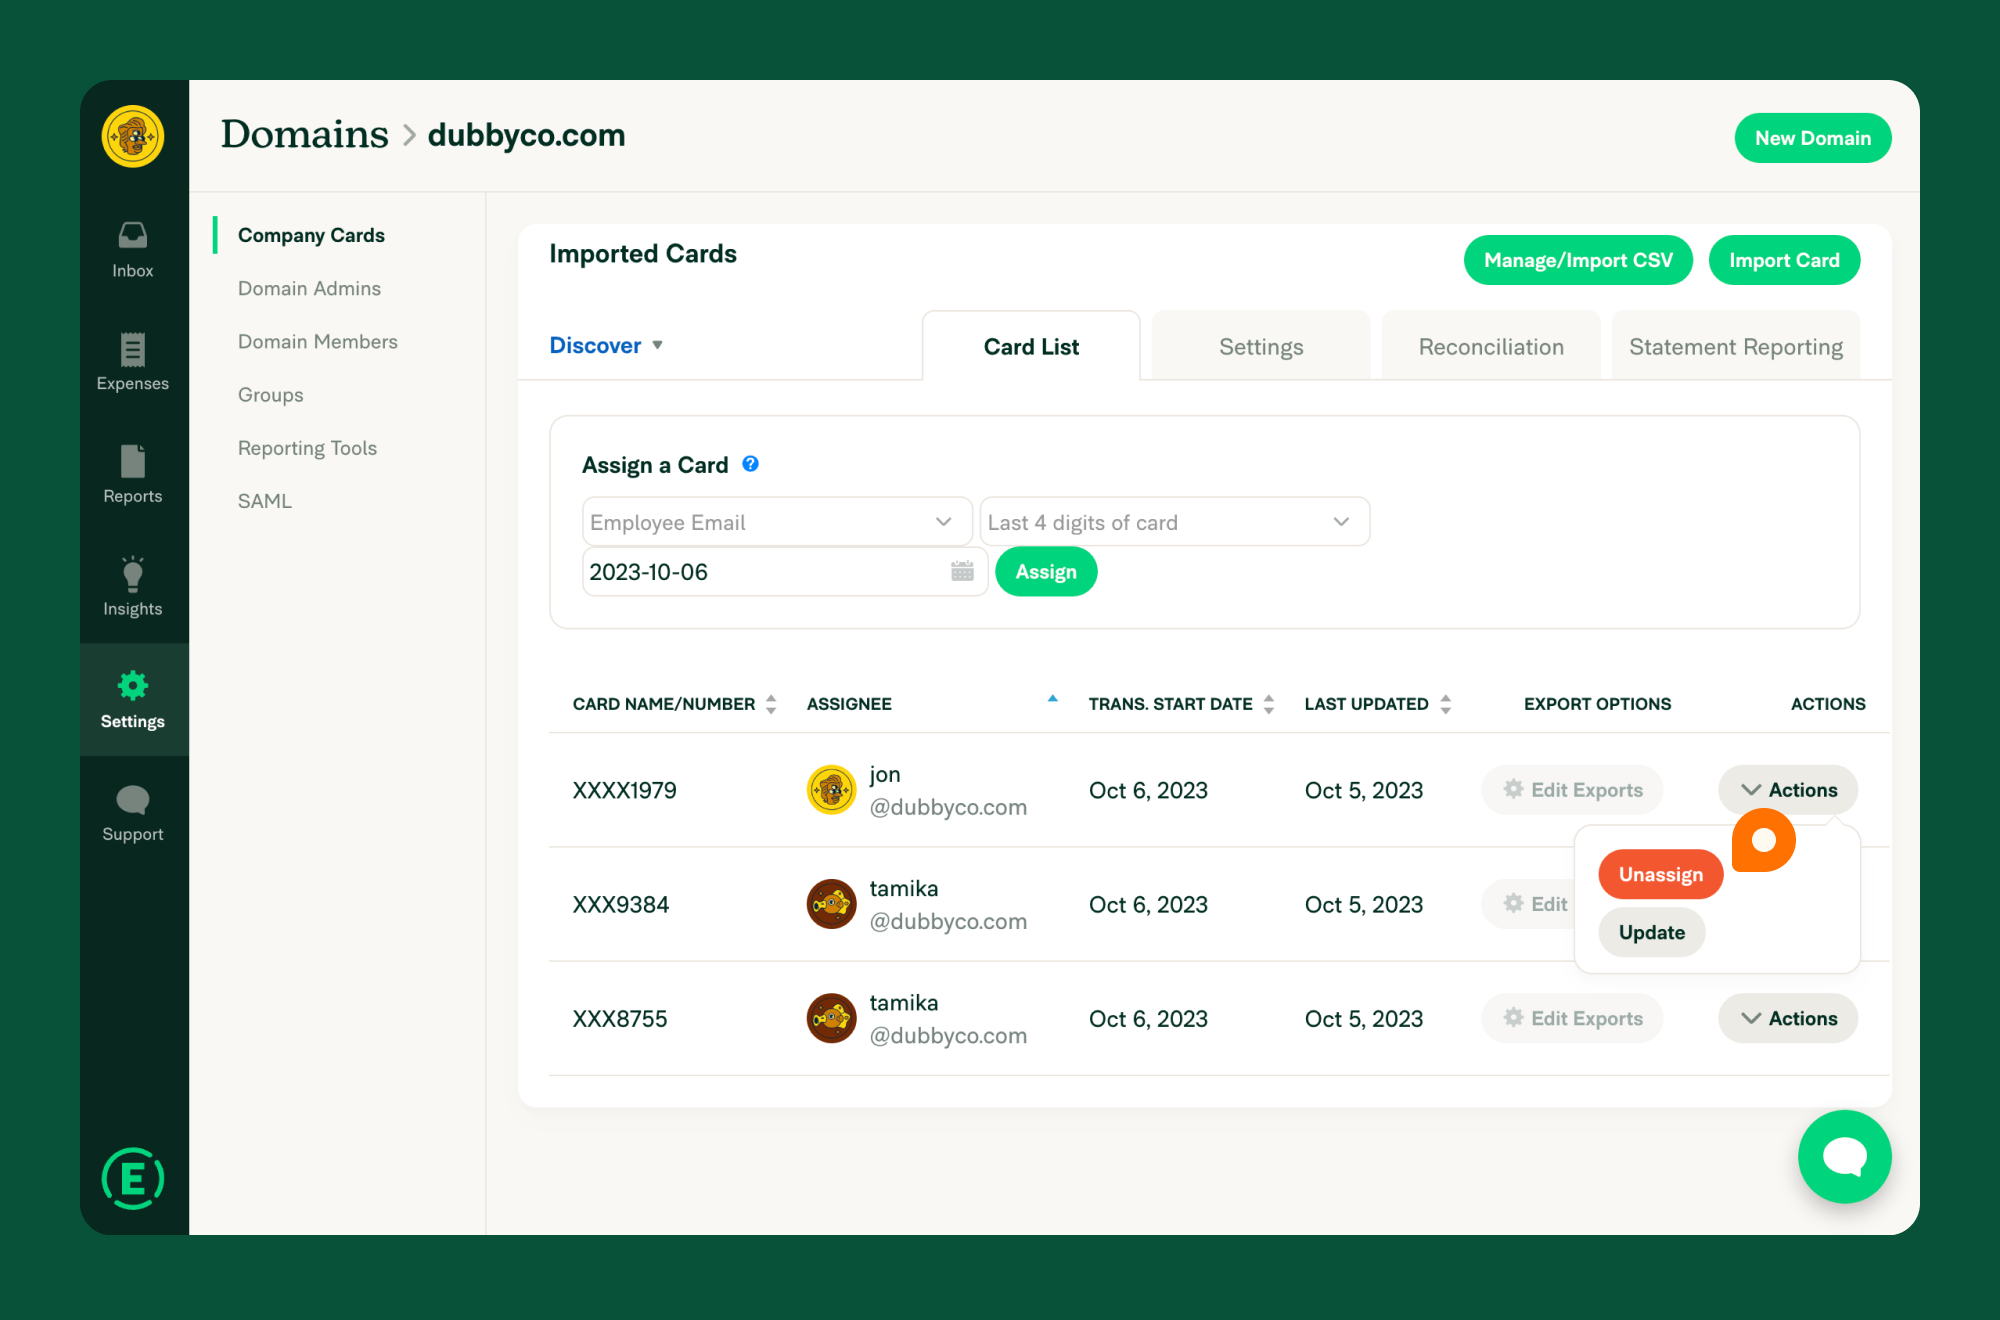 Domains > dubbyco.com
New Domain
Inbox
Expenses
Reports
Insights
Settings
Support
E
Company Cards
Domain Admins
Domain Members
Groups
Reporting Tools
SAML
Imported Cards
Manage/Import CSV
Import Card
Discover
Card List
Settings
Reconciliation
Statement Reporting
Assign a Card ?
Employee Email
Last 4 digits of card
2023-10-06
Assign
CARD NAME/NUMBER ASSIGNEE TRANS. START DATE LAST UPDATED EXPORT OPTIONS ACTIONS
XXXX1979 jon @dubbyco.com Oct 6, 2023 Oct 5, 2023 Edit Exports Actions
Unassign
Update
XXX9384 tamika @dubbyco.com Oct 6, 2023 Oct 5, 2023 Edit
XXX8755 tamika @dubbyco.com Oct 6, 2023 Oct 5, 2023 Edit Exports Actions